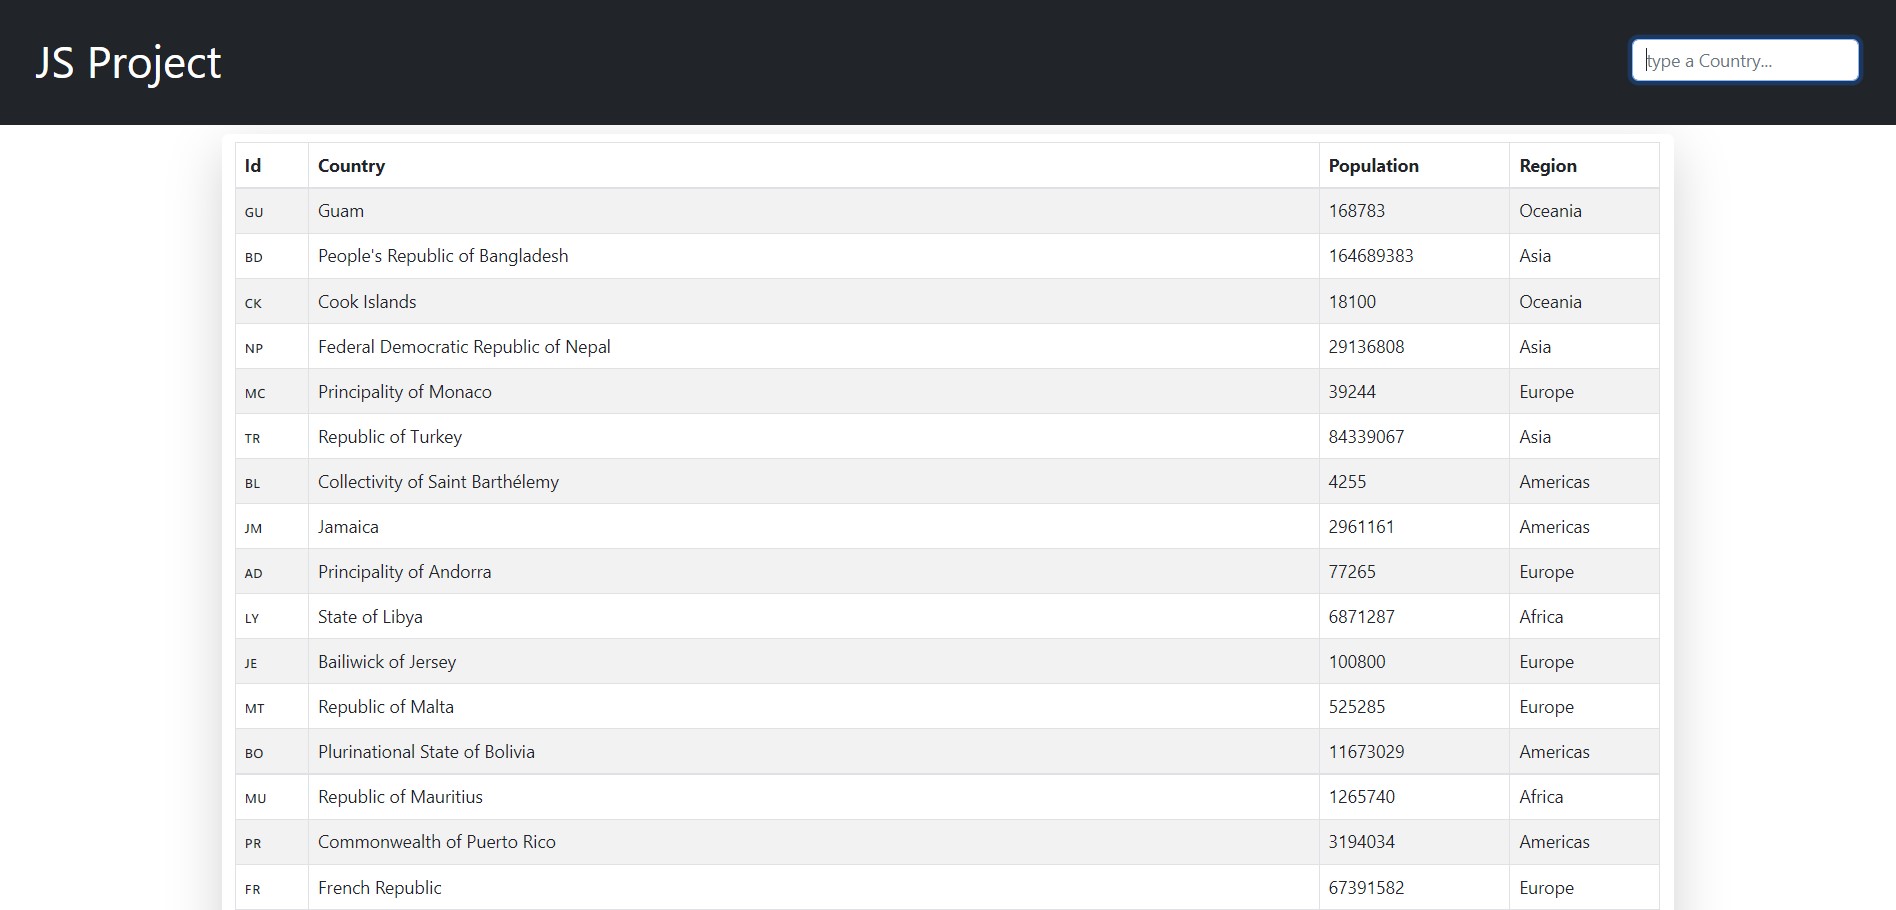 JS Project
type a Country...
Id Country Population Region
GU Guam 168783 Oceania
BD People's Republic of Bangladesh 164689383 Asia
CK Cook Islands 18100 Oceania
NP Federal Democratic Republic of Nepal 29136808 Asia
MC Principality of Monaco 39244 Europe
TR Republic of Turkey 84339067 Asia
BL Collectivity of Saint Barthélemy 4255 Americas
JM Jamaica 2961161 Americas
AD Principality of Andorra 77265 Europe
LY State of Libya 6871287 Africa
JE Bailiwick of Jersey 100800 Europe
MT Republic of Malta 525285 Europe
BO Plurinational State of Bolivia 11673029 Americas
MU Republic of Mauritius 1265740 Africa
PR Commonwealth of Puerto Rico 3194034 Americas
FR French Republic 67391582 Europe